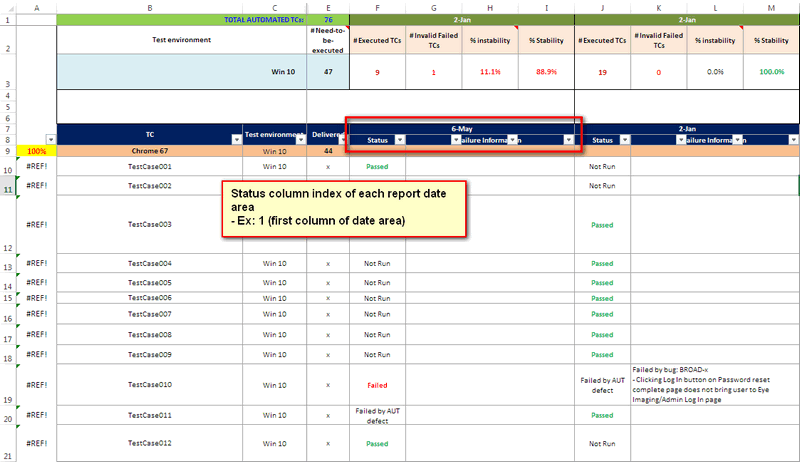 A B C E F G H I J K L M
1 TOTAL AUTOMATED TCs: 76 2-Jan 2-Jan
2 Test environment # Need-to-be-executed # Executed TCs # Invalid Failed TCs % instability % Stability # Executed TCs # Invalid Failed TCs % instability % Stability
3 Win 10 47 9 1 11.1% 88.9% 19 0 0.0% 100.0%
4
5
6
7 TC Test environment Delivered 6-May 2-Jan
8 Status ailure Information Status ailure Information
9 100% Chrome 67 Win 10 44
10 #REF! TestCase001 Win 10 x Passed Not Run
11 #REF! TestCase002 Not Run
Status column index of each report date
area
- Ex: 1 (first column of date area)
12 #REF! TestCase003 Passed
13 #REF! TestCase004 Win 10 x Not Run Passed
14 #REF! TestCase005 Win 10 x Not Run Passed
15 #REF! TestCase006 Win 10 x Not Run Passed
16 #REF! TestCase007 Win 10 x Not Run Passed
17 #REF! TestCase008 Win 10 x Not Run Passed
18 #REF! TestCase009 Win 10 x Not Run Passed
19 #REF! TestCase010 Win 10 x Failed Failed by AUT defect Failed by bug: BROAD-x
- Clicking Log In button on Password reset
complete page does not bring user to Eye
Imaging/Admin Log In page
20 #REF! TestCase011 Win 10 x Failed by AUT defect Passed
21 #REF! TestCase012 Win 10 x Passed Not Run